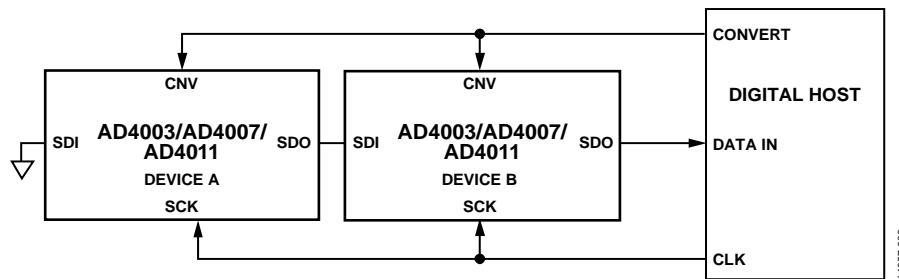 CONVERT
CNV
CNV
DIGITAL HOST
SDI
AD4003/AD4007/
AD4011
SDO
SDI
AD4003/AD4007/
AD4011
SDO
DATA IN
DEVICE A
DEVICE B
SCK
SCK
CLK